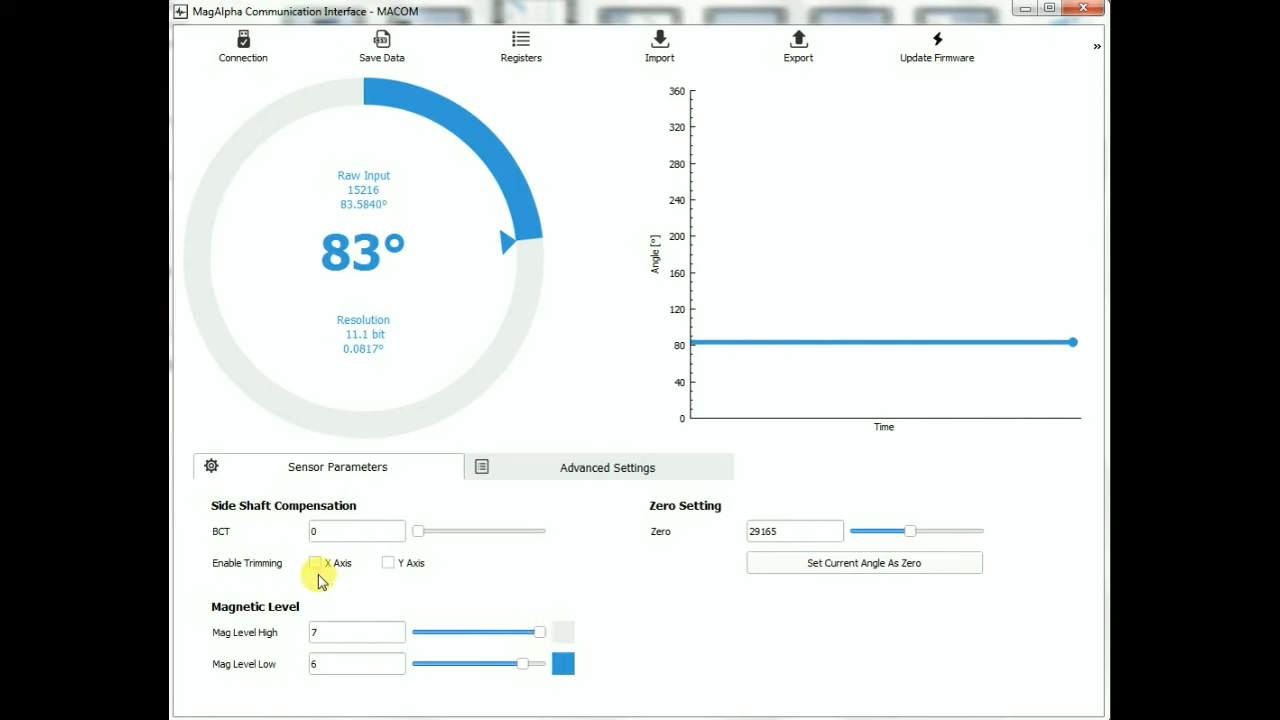 MagAlpha Communication Interface - MACOM
Connection
Save Data
Registers
Import
Export
Update Firmware
»
Raw Input
15216
83.5840°
83°
Resolution
11.1 bit
0.0817°
360
320
280
240
200
160
120
80
40
0
Angle [°]
Time
Sensor Parameters
Advanced Settings
Side Shaft Compensation
BCT 0
Enable Trimming X Axis Y Axis
Magnetic Level
Mag Level High 7
Mag Level Low 6
Zero Setting
Zero 29165
Set Current Angle As Zero